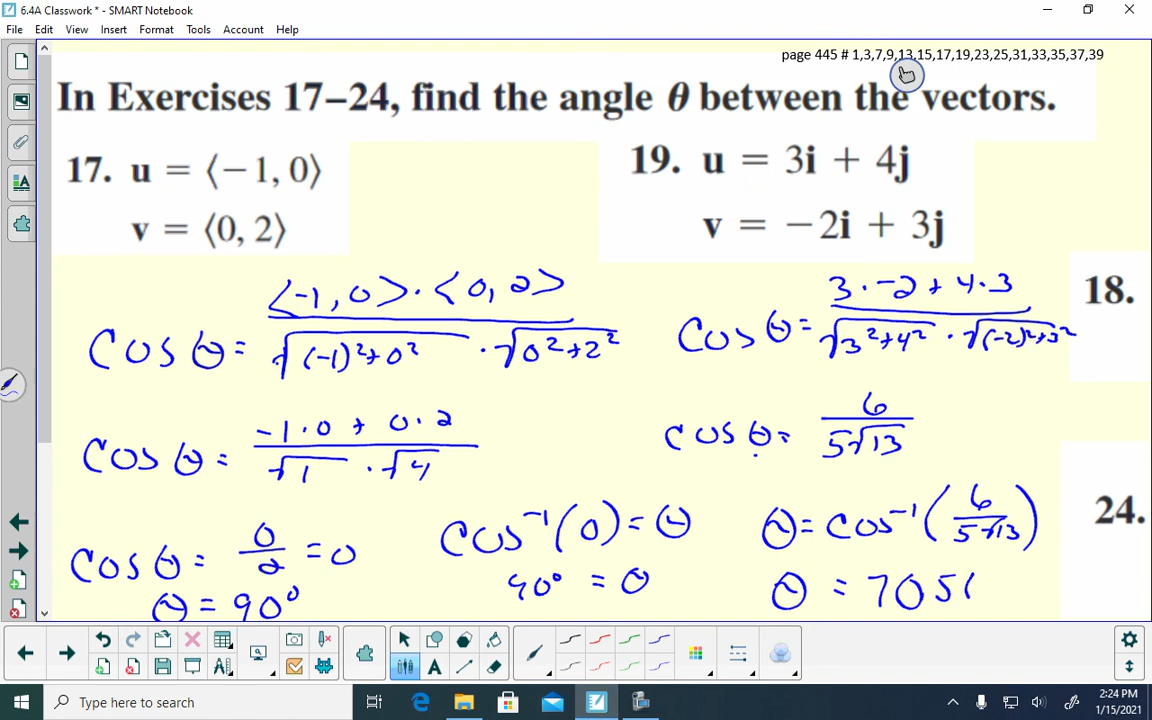 6.4A Classwork * - SMART Notebook
File Edit View Insert Format Tools Account Help
page 445 # 1,3,7,9,13,15,17,19,23,25,31,33,35,37,39
In Exercises 17–24, find the angle θ between the vectors.
17. u = ⟨−1, 0⟩
v = ⟨0, 2⟩
19. u = 3i + 4j
v = −2i + 3j
18.
24.
cos θ = <-1, 0> · <0, 2> / √(-1)²+0² · √0²+2²
cos θ = -1·0 + 0·2 / √1 · √4
cos θ = 0/2 = 0
θ = 90°
cos⁻¹(0) = θ
90° = θ
cos θ = 3·-2 + 4·3 / √3²+4² · √(-2)²+3²
cos θ = 6 / 5√13
θ = cos⁻¹(6 / 5√13)
θ = 70.56
Type here to search
2:24 PM
1/15/2021